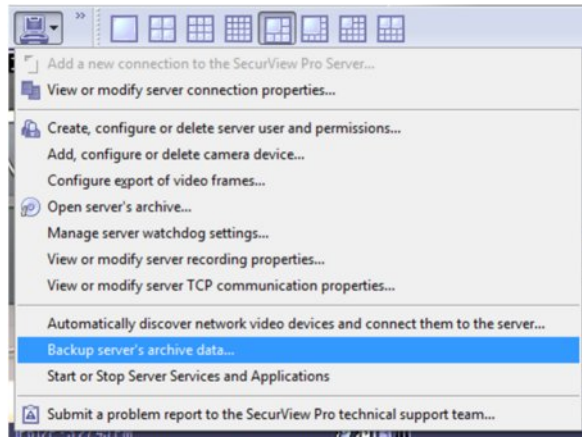 »
Add a new connection to the SecurView Pro Server...
View or modify server connection properties...
Create, configure or delete server user and permissions...
Add, configure or delete camera device...
Configure export of video frames...
Open server's archive...
Manage server watchdog settings...
View or modify server recording properties...
View or modify server TCP communication properties...
Automatically discover network video devices and connect them to the server...
Backup server's archive data...
Start or Stop Server Services and Applications
Submit a problem report to the SecurView Pro technical support team...